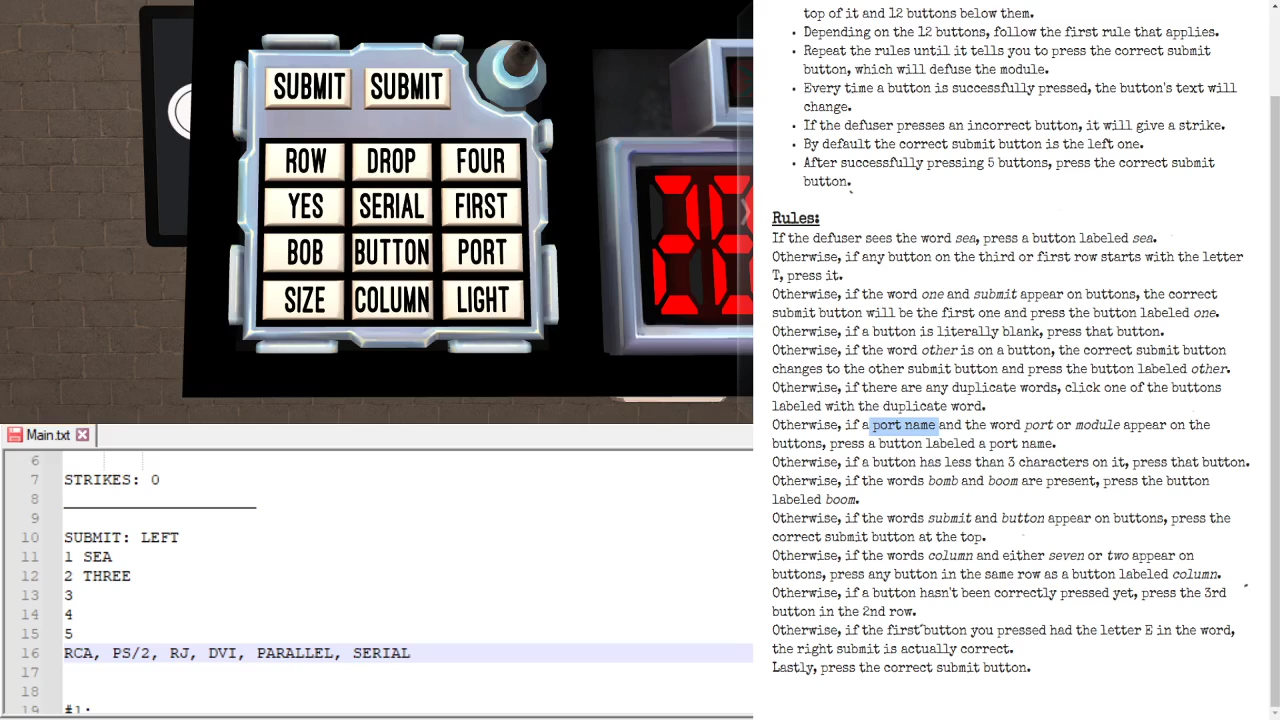 SUBMIT SUBMIT
ROW DROP FOUR
YES SERIAL FIRST
BOB BUTTON PORT
SIZE COLUMN LIGHT
Main.txt
6
7 STRIKES: 0
8
9
10 SUBMIT: LEFT
11 1 SEA
12 2 THREE
13 3
14 4
15 5
16 RCA, PS/2, RJ, DVI, PARALLEL, SERIAL
17
18
19 #1:
top of it and 12 buttons below them.
• Depending on the 12 buttons, follow the first rule that applies.
• Repeat the rules until it tells you to press the correct submit
button, which will defuse the module.
• Every time a button is successfully pressed, the button's text will
change.
• If the defuser presses an incorrect button, it will give a strike.
• By default the correct submit button is the left one.
• After successfully pressing 5 buttons, press the correct submit
button.
Rules:
If the defuser sees the word sea, press a button labeled sea.
Otherwise, if any button on the third or first row starts with the letter
T, press it.
Otherwise, if the word one and submit appear on buttons, the correct
submit button will be the first one and press the button labeled one.
Otherwise, if a button is literally blank, press that button.
Otherwise, if the word other is on a button, the correct submit button
changes to the other submit button and press the button labeled other.
Otherwise, if there are any duplicate words, click one of the buttons
labeled with the duplicate word.
Otherwise, if a port name and the word port or module appear on the
buttons, press a button labeled a port name.
Otherwise, if a button has less than 3 characters on it, press that button.
Otherwise, if the words bomb and boom are present, press the button
labeled boom.
Otherwise, if the words submit and button appear on buttons, press the
correct submit button at the top.
Otherwise, if the words column and either seven or two appear on
buttons, press any button in the same row as a button labeled column.
Otherwise, if a button hasn't been correctly pressed yet, press the 3rd
button in the 2nd row.
Otherwise, if the first button you pressed had the letter E in the word,
the right submit is actually correct.
Lastly, press the correct submit button.